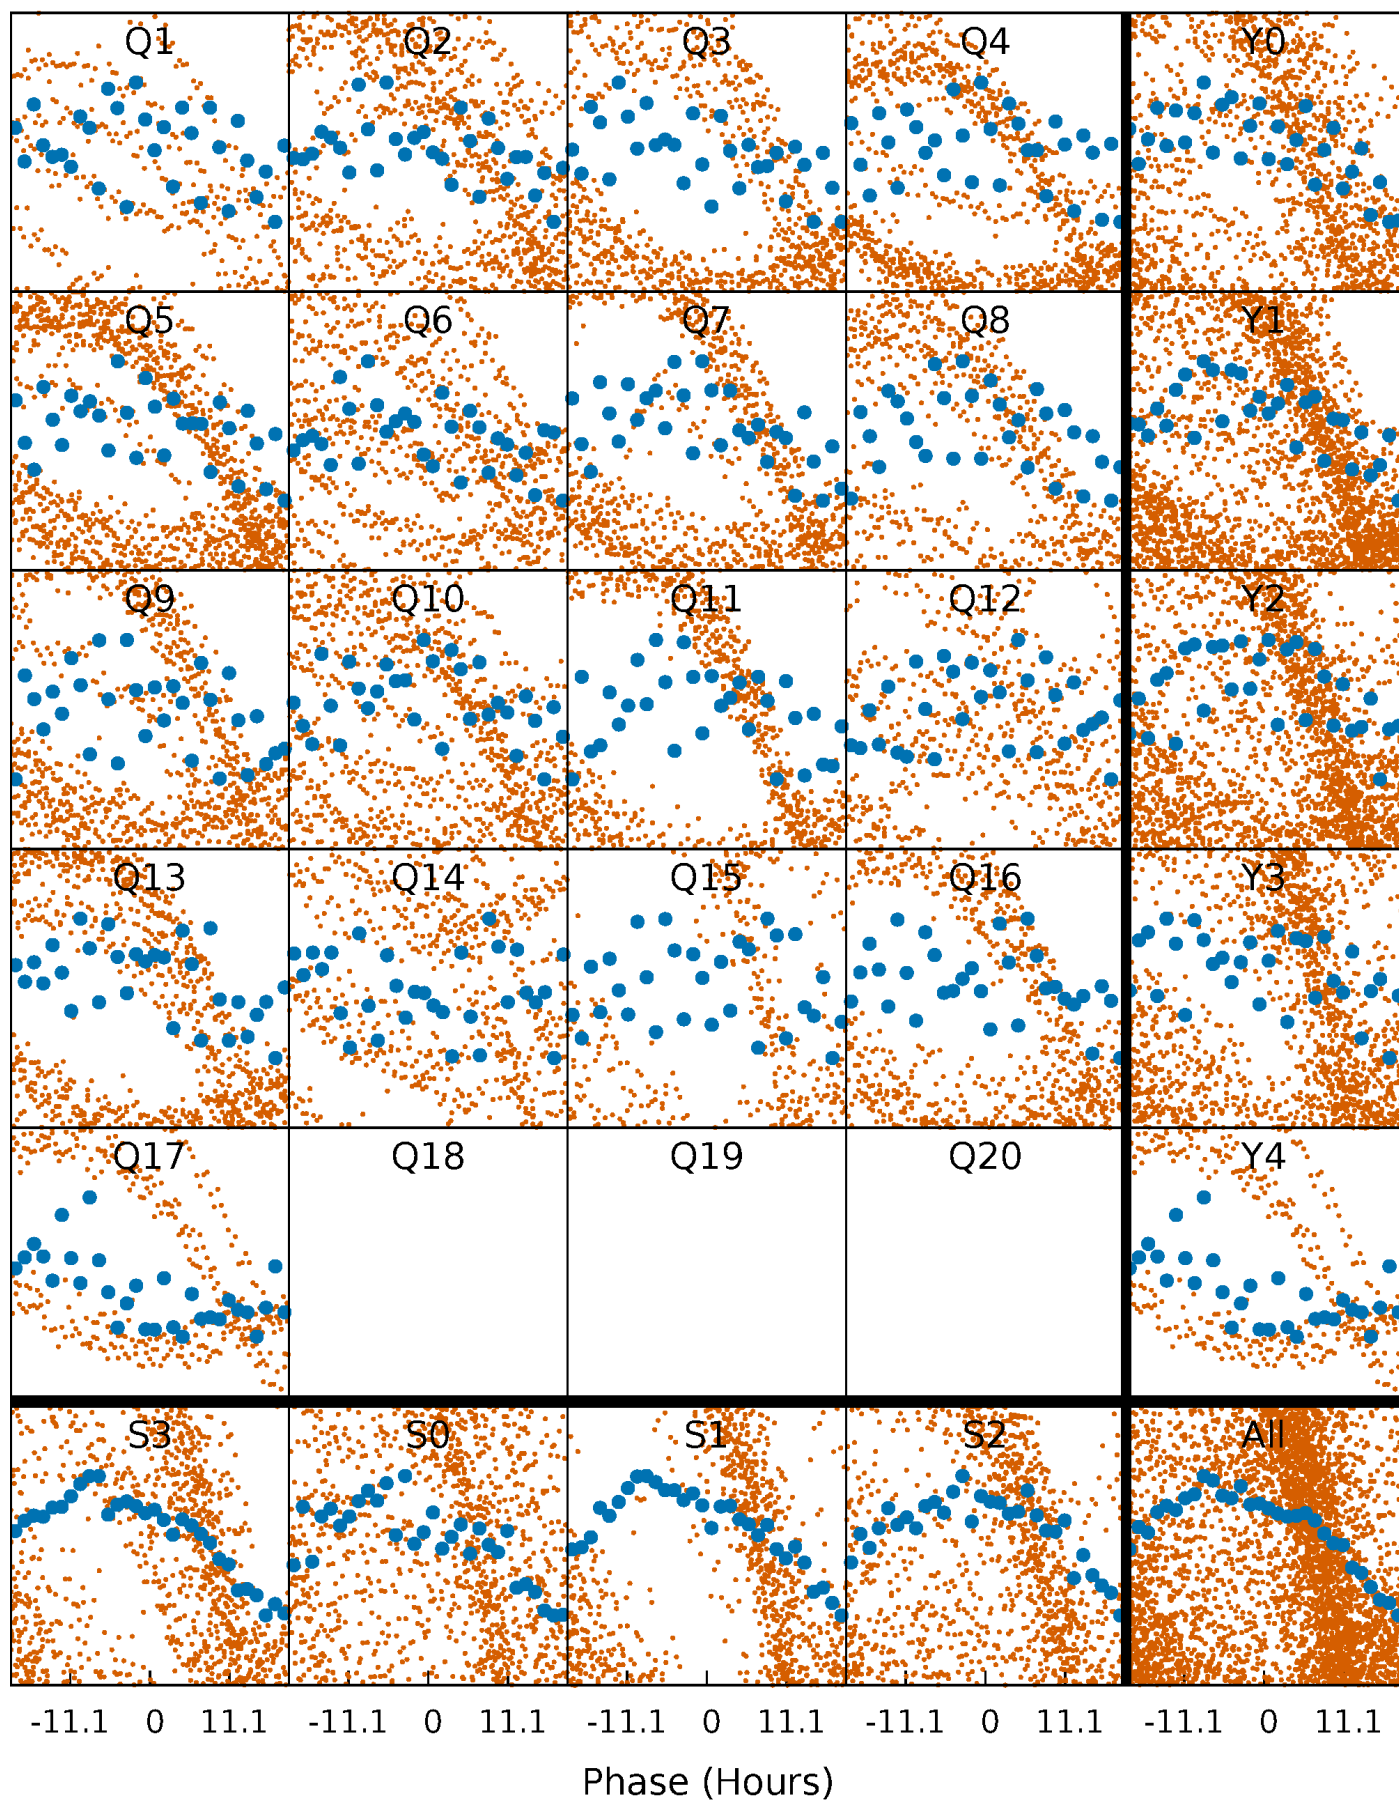 Q1 Q2 Q3 Q4 Y0
Q5 Q6 Q7 Q8 Y1
Q9 Q10 Q11 Q12 Y2
Q13 Q14 Q15 Q16 Y3
Q17 Q18 Q19 Q20 Y4
S3 S0 S1 S2 All
-11.1 0 11.1 -11.1 0 11.1 -11.1 0 11.1 -11.1 0 11.1 -11.1 0 11.1
Phase (Hours)